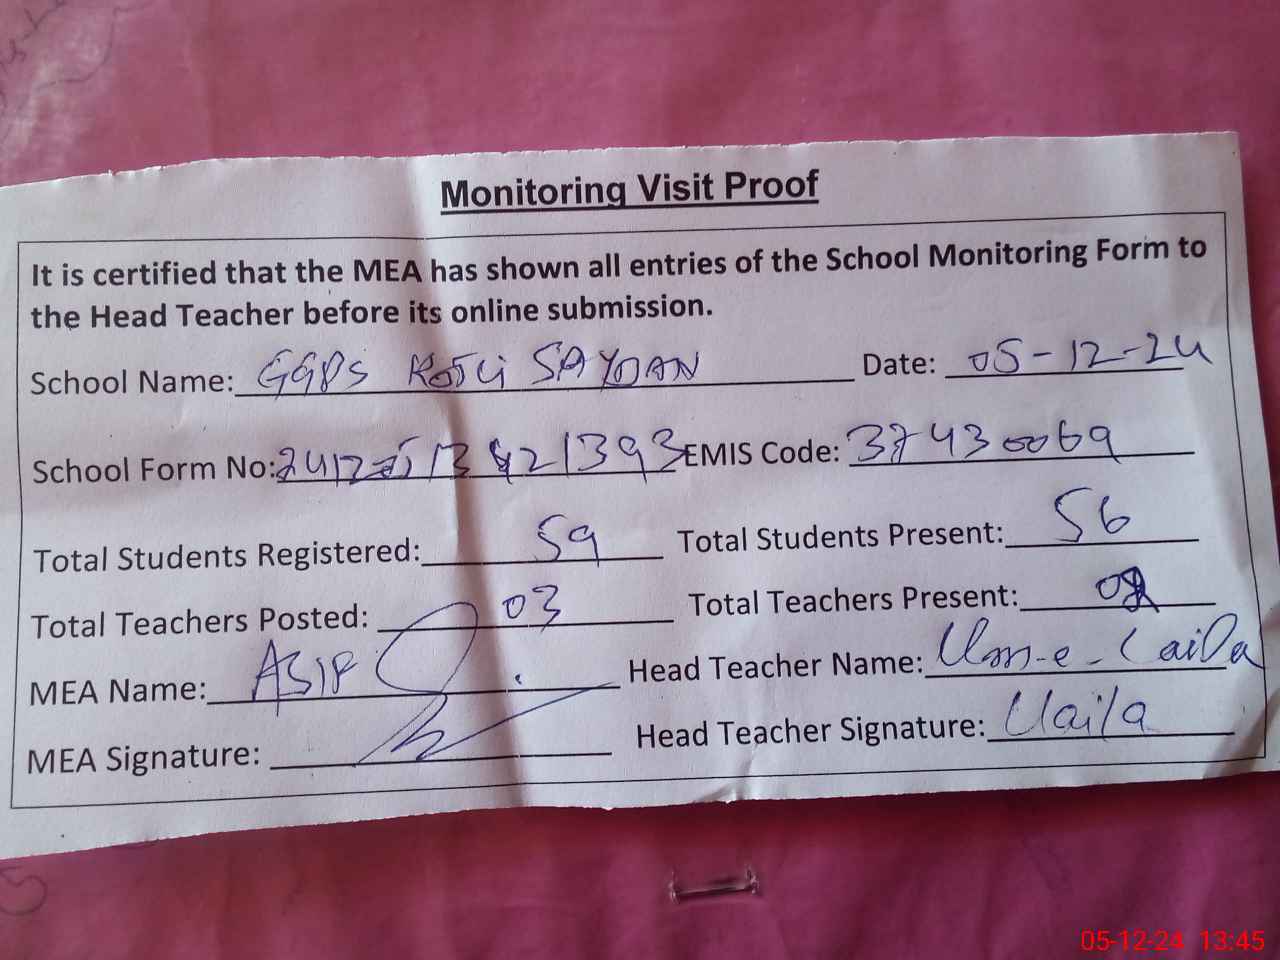 Monitoring Visit Proof
It is certified that the MEA has shown all entries of the School Monitoring Form to
the Head Teacher before its online submission.
School Name: GGPS SAYDAN Date: 05-12-24
School Form No: EMIS Code: 37430069
Total Students Registered: 59 Total Students Present: 56
Total Teachers Posted: 03 Total Teachers Present:
MEA Name: ASIF Head Teacher Name: Umm-e-Laila
MEA Signature: Head Teacher Signature: Laila
05-12-24 13:45